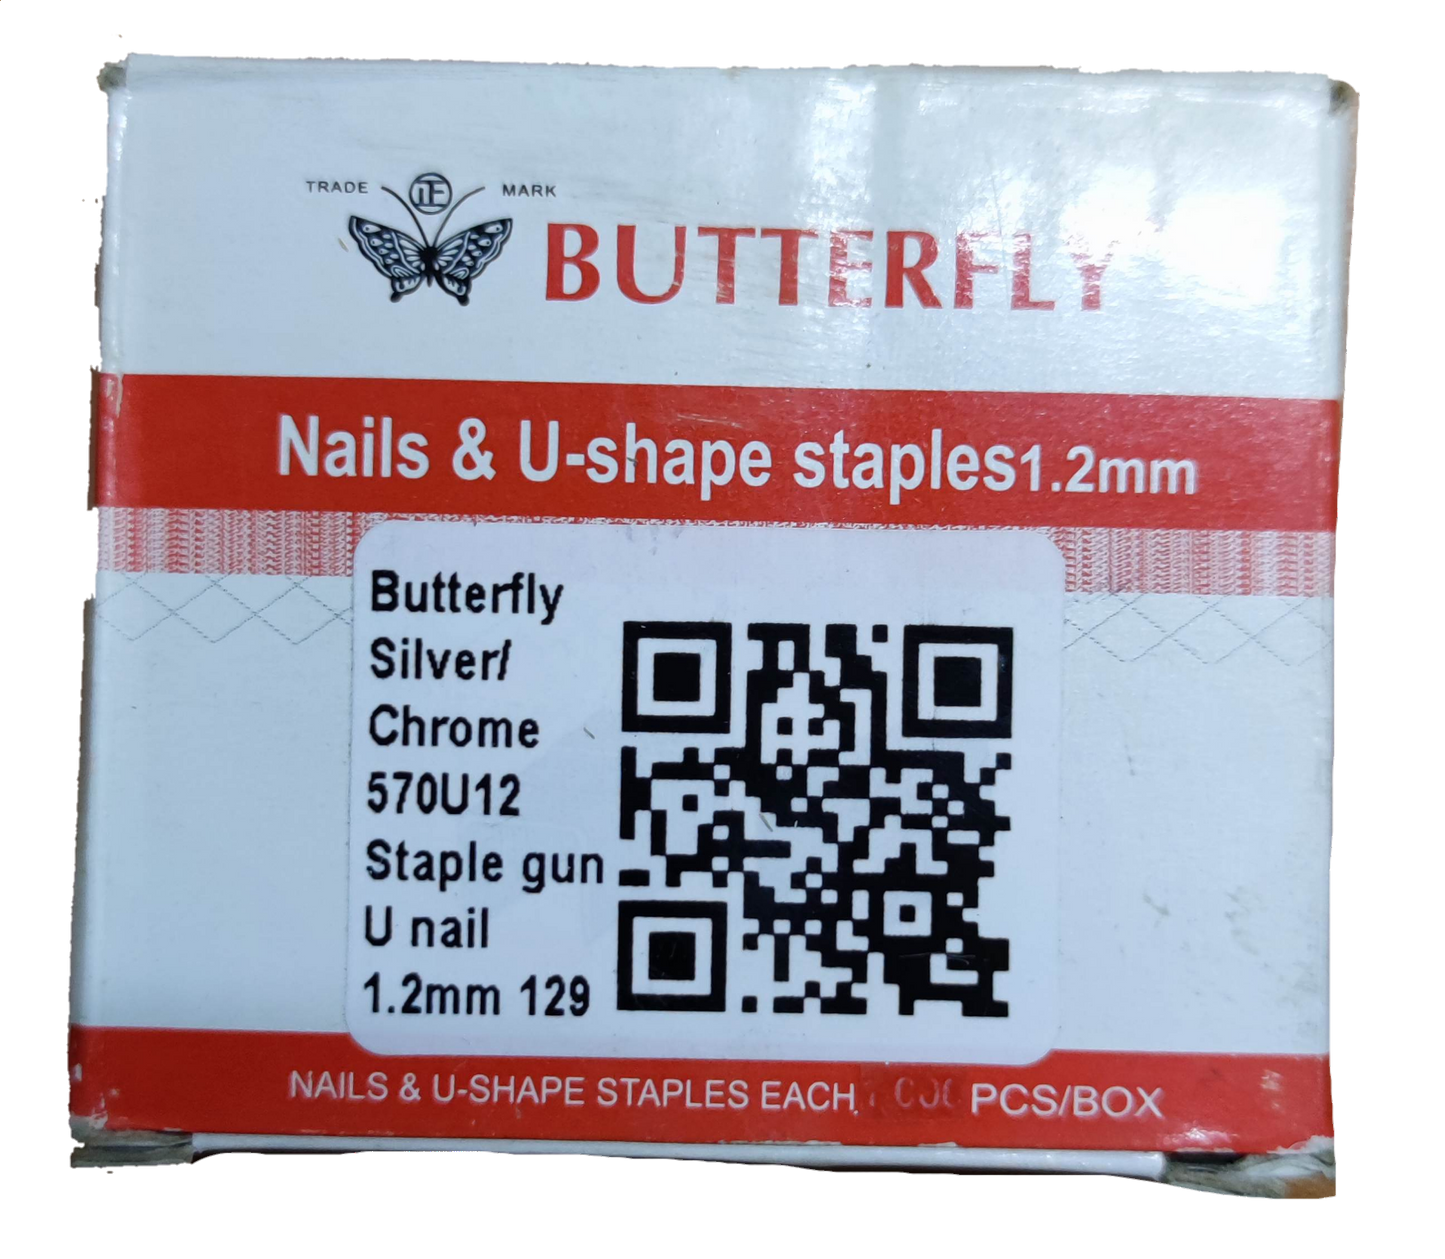 TRADE MARK
BUTTERFLY
Nails & U-shape staples1.2mm
Butterfly
Silver/
Chrome
570U12
Staple gun
U nail
1.2mm 129
NAILS & U-SHAPE STAPLES EACH PCS/BOX